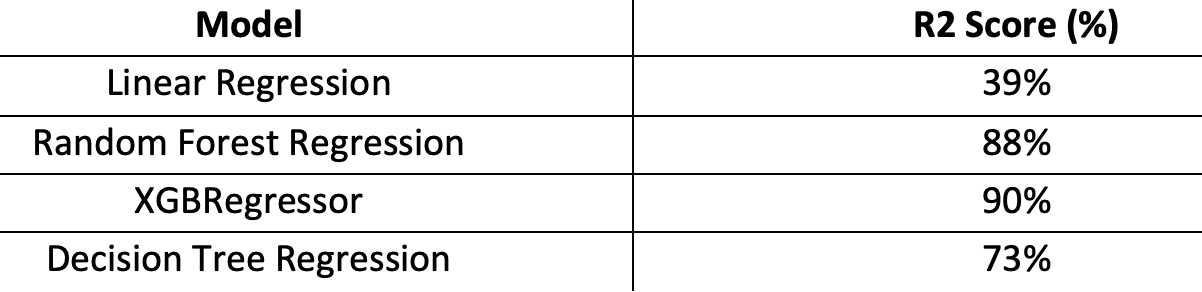 Model R2 Score (%)
Linear Regression 39%
Random Forest Regression 88%
XGBRegressor 90%
Decision Tree Regression 73%